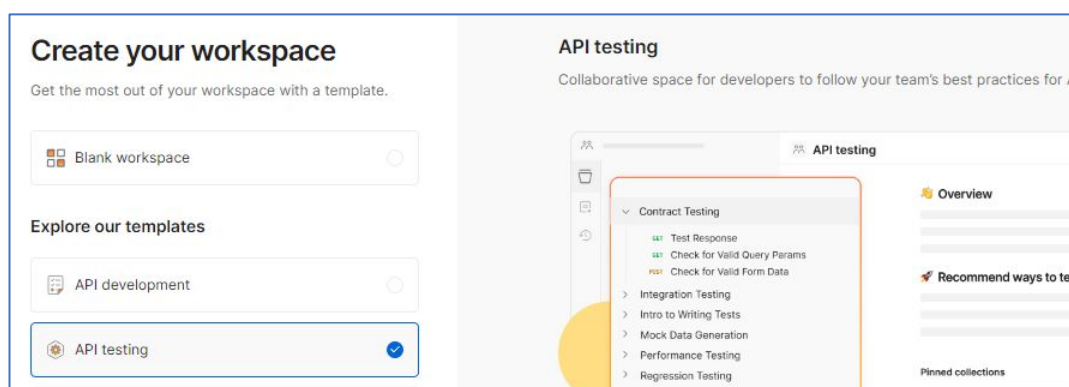 Create your workspace
Get the most out of your workspace with a template.
Blank workspace
Explore our templates
API development
API testing
API testing
Collaborative space for developers to follow your team's best practices for
API testing
Overview
Contract Testing
GET Test Response
GET Check for Valid Query Params
POST Check for Valid Form Data
Recommend ways to
Integration Testing
Intro to Writing Tests
Mock Data Generation
Performance Testing
Regression Testing
Pinned collections